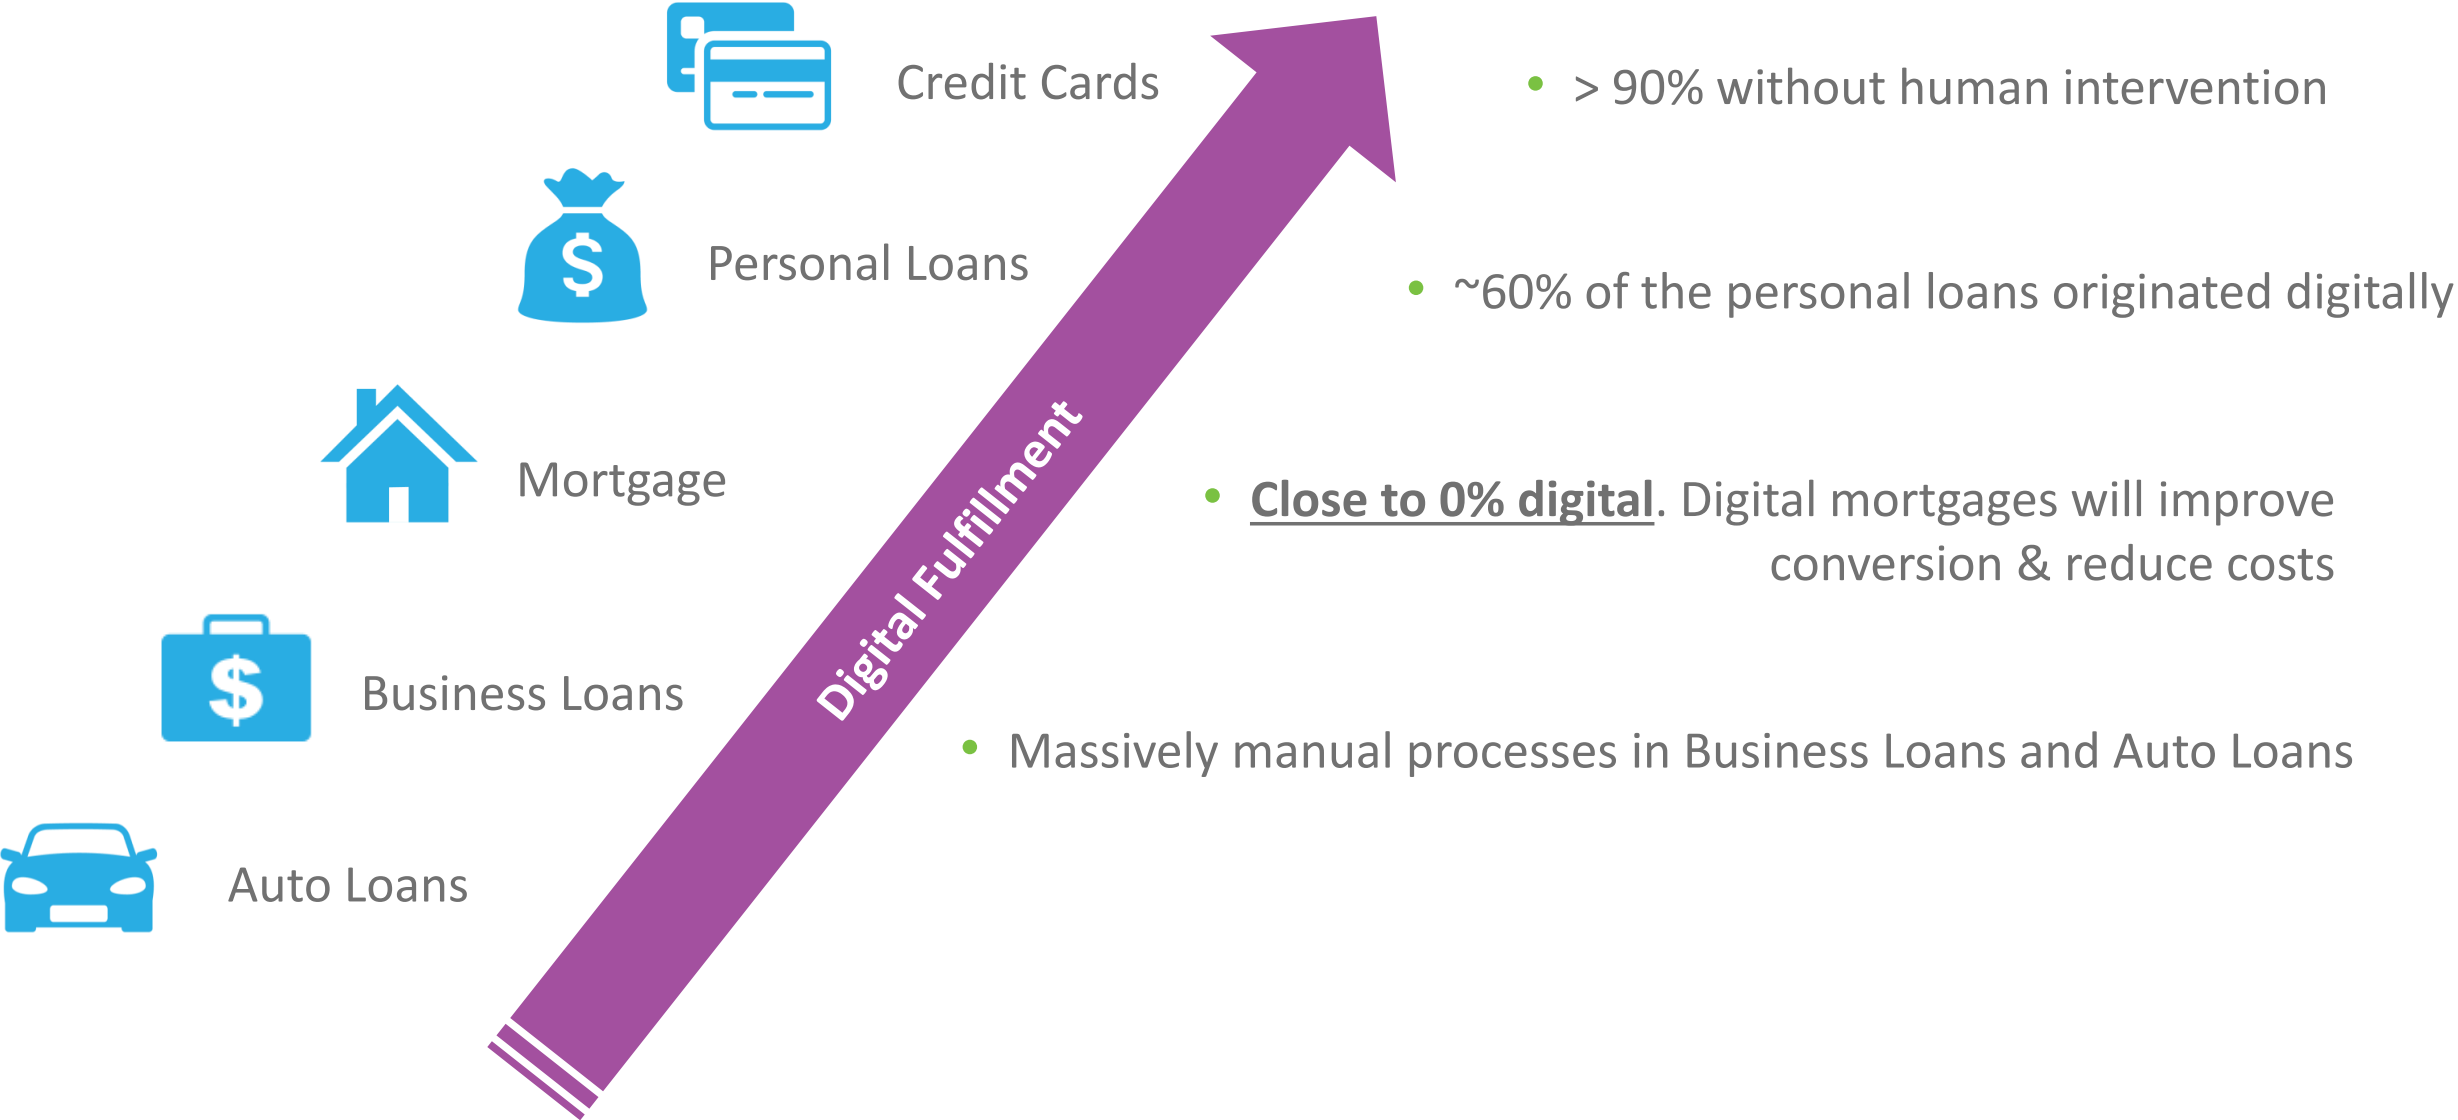 Credit Cards
> 90% without human intervention
Personal Loans
~60% of the personal loans originated digitally
Mortgage
Close to 0% digital. Digital mortgages will improve
conversion & reduce costs
Digital Fulfillment
Business Loans
Massively manual processes in Business Loans and Auto Loans
Auto Loans
$
$